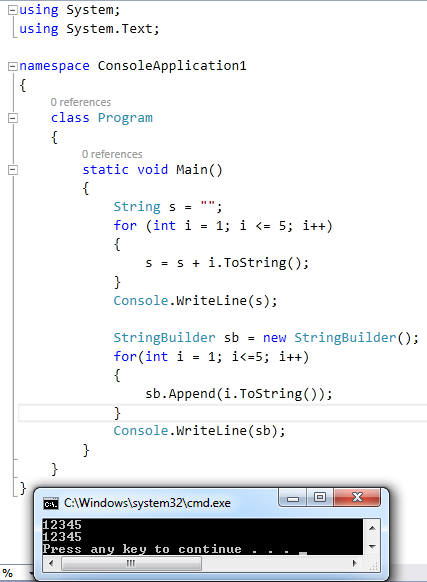 using System;
using System.Text;
namespace ConsoleApplication1
{
0 references
class Program
{
0 references
static void Main()
{
String s = "";
for (int i = 1; i <= 5; i++)
{
s = s + i.ToString();
}
Console.WriteLine(s);
StringBuilder sb = new StringBuilder();
for(int i = 1; i<=5; i++)
{
sb.Append(i.ToString());
}
Console.WriteLine(sb);
}
}
}
C:\Windows\system32\cmd.exe
12345
12345
Press any key to continue . . .
%